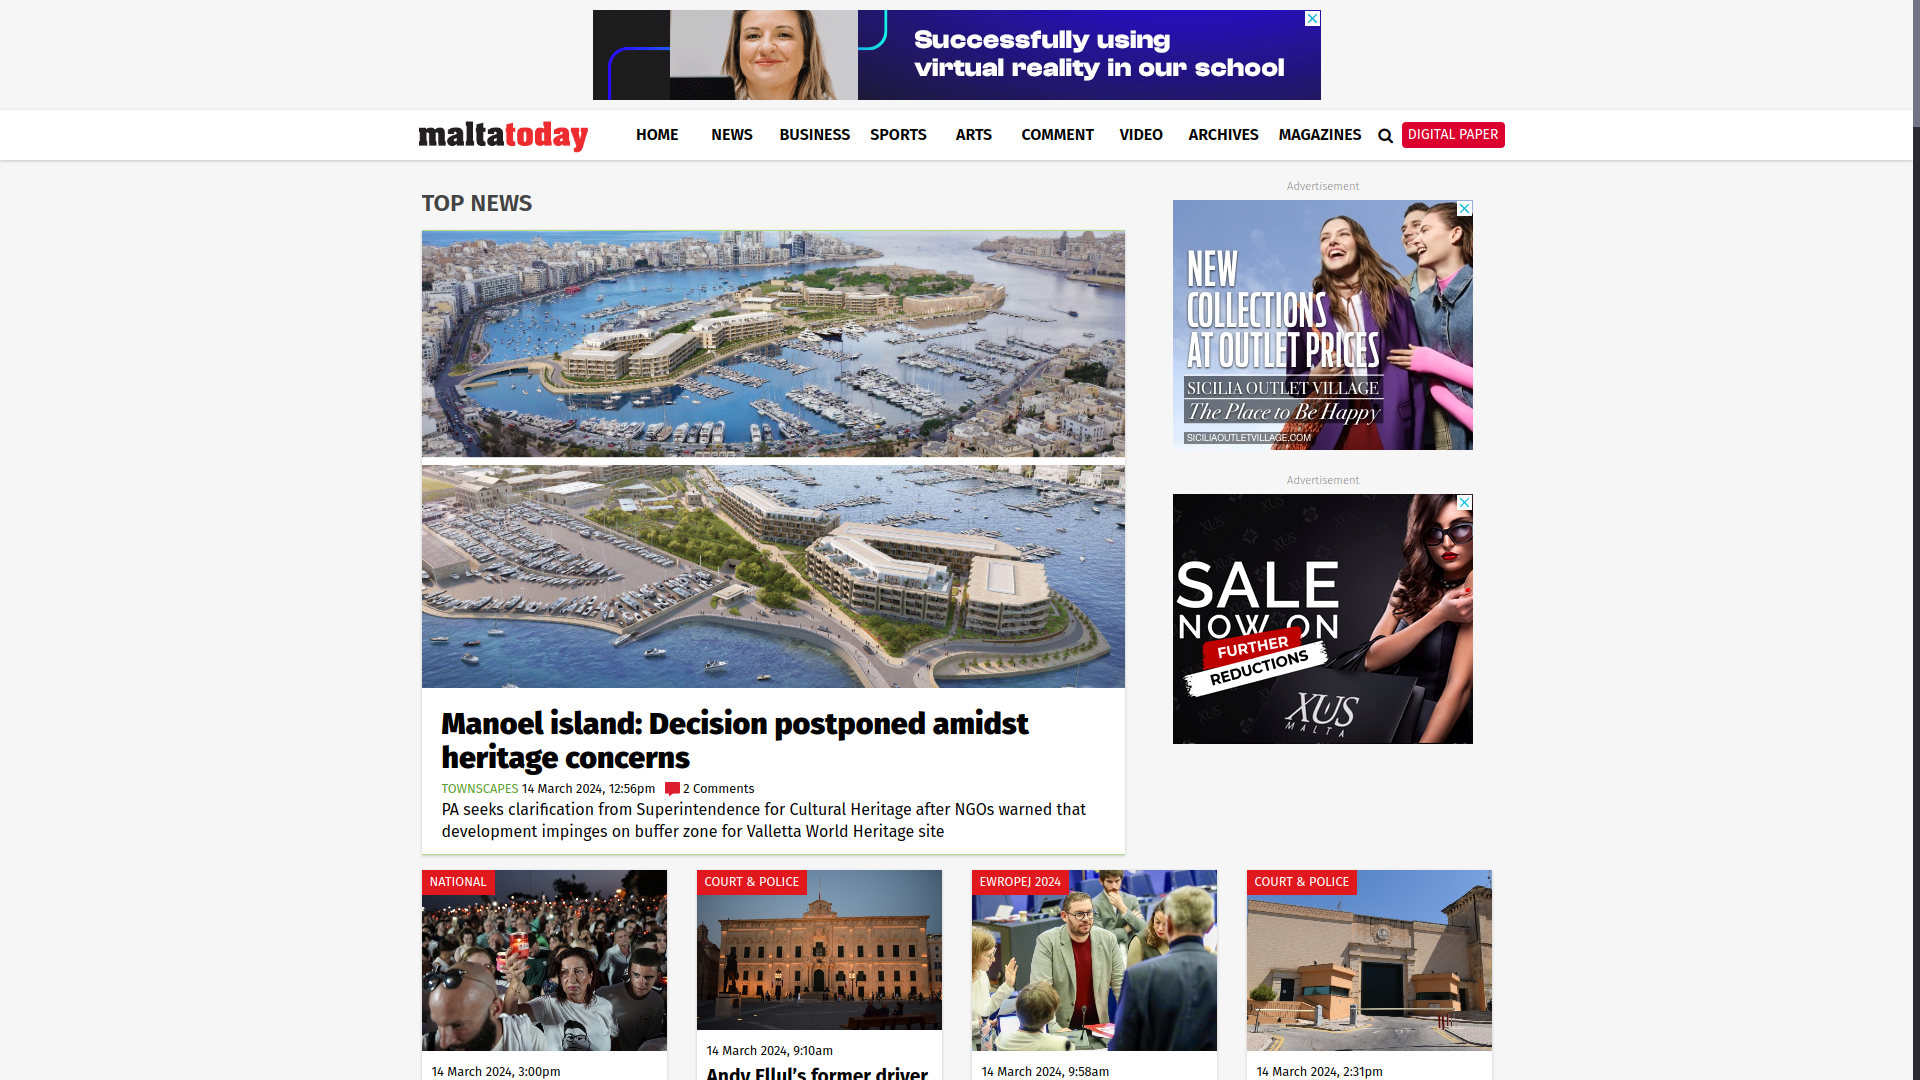 Successfully using
virtual reality in our school
maltatoday
HOME
NEWS
BUSINESS
SPORTS
ARTS
COMMENT
VIDEO
ARCHIVES
MAGAZINES
DIGITAL PAPER
TOP NEWS
Manoel island: Decision postponed amidst
heritage concerns
TOWNSCAPES 14 March 2024, 12:56pm 2 Comments
PA seeks clarification from Superintendence for Cultural Heritage after NGOs warned that
development impinges on buffer zone for Valletta World Heritage site
Advertisement
NEW
COLLECTIONS
AT OUTLET PRICES
SICILIA OUTLET VILLAGE
The Place to Be Happy
SICILIAOUTLETVILLAGE.COM
Advertisement
SALE
NOW ON
FURTHER
REDUCTIONS
XUS
MALTA
NATIONAL
14 March 2024, 3:00pm
COURT & POLICE
14 March 2024, 9:10am
Andy Ellul’s former driver
EWROPEJ 2024
14 March 2024, 9:58am
COURT & POLICE
14 March 2024, 2:31pm